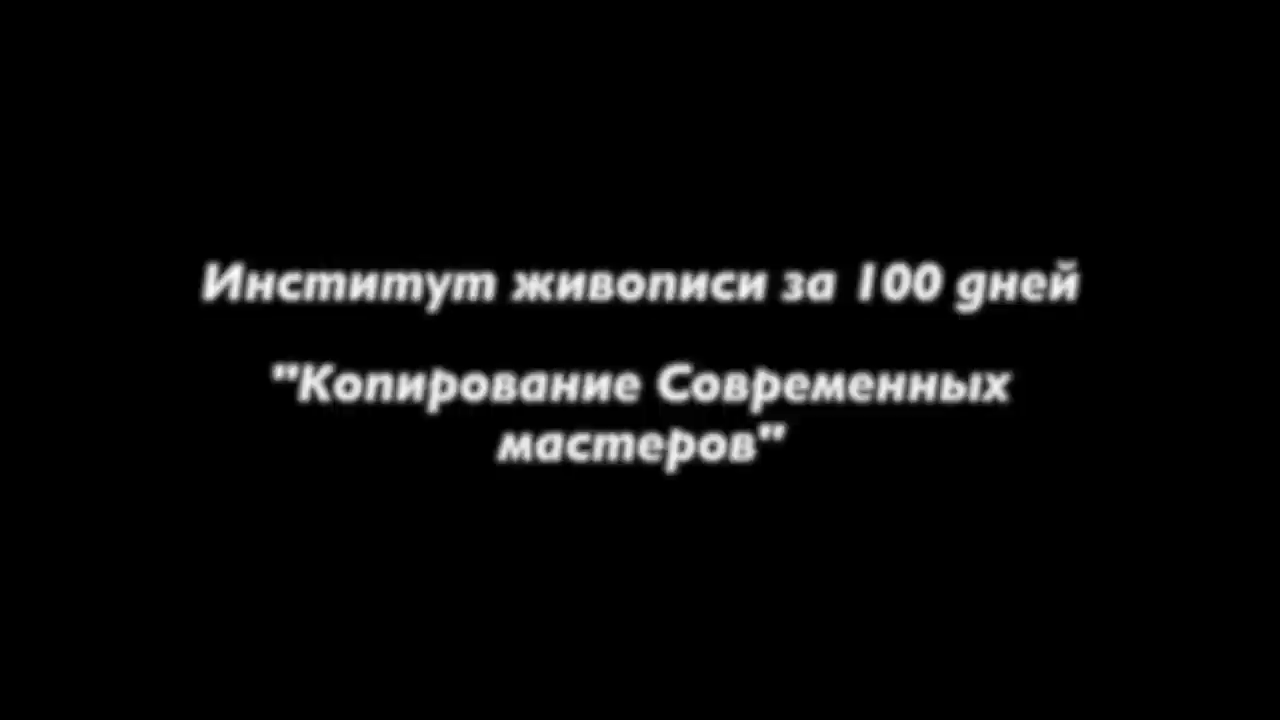 Институт живописи за 100 дней
"Копирование Современных
мастеров"